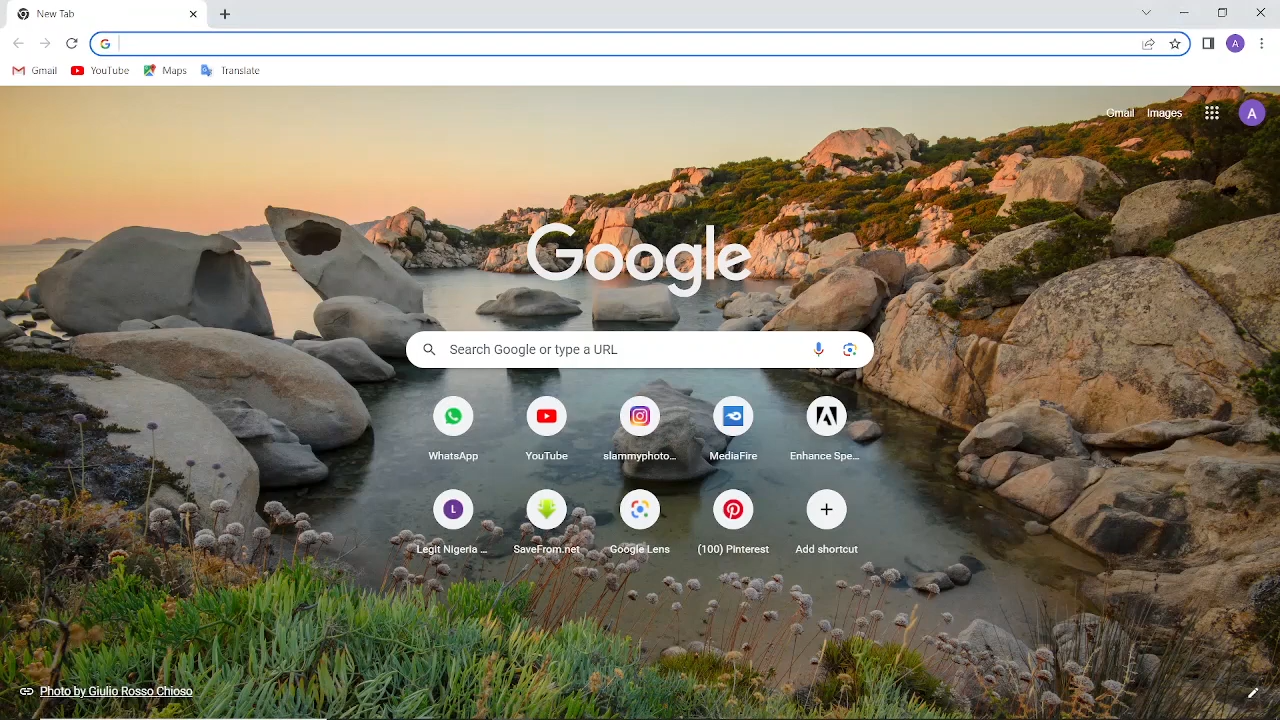 New Tab
Gmail YouTube Maps Translate
Gmail Images A
Google
Search Google or type a URL
WhatsApp YouTube slammyphoto... MediaFire Enhance Spe...
L
Legit Nigeria ... SaveFrom.net Google Lens (100) Pinterest Add shortcut
Photo by Giulio Rosso Chioso